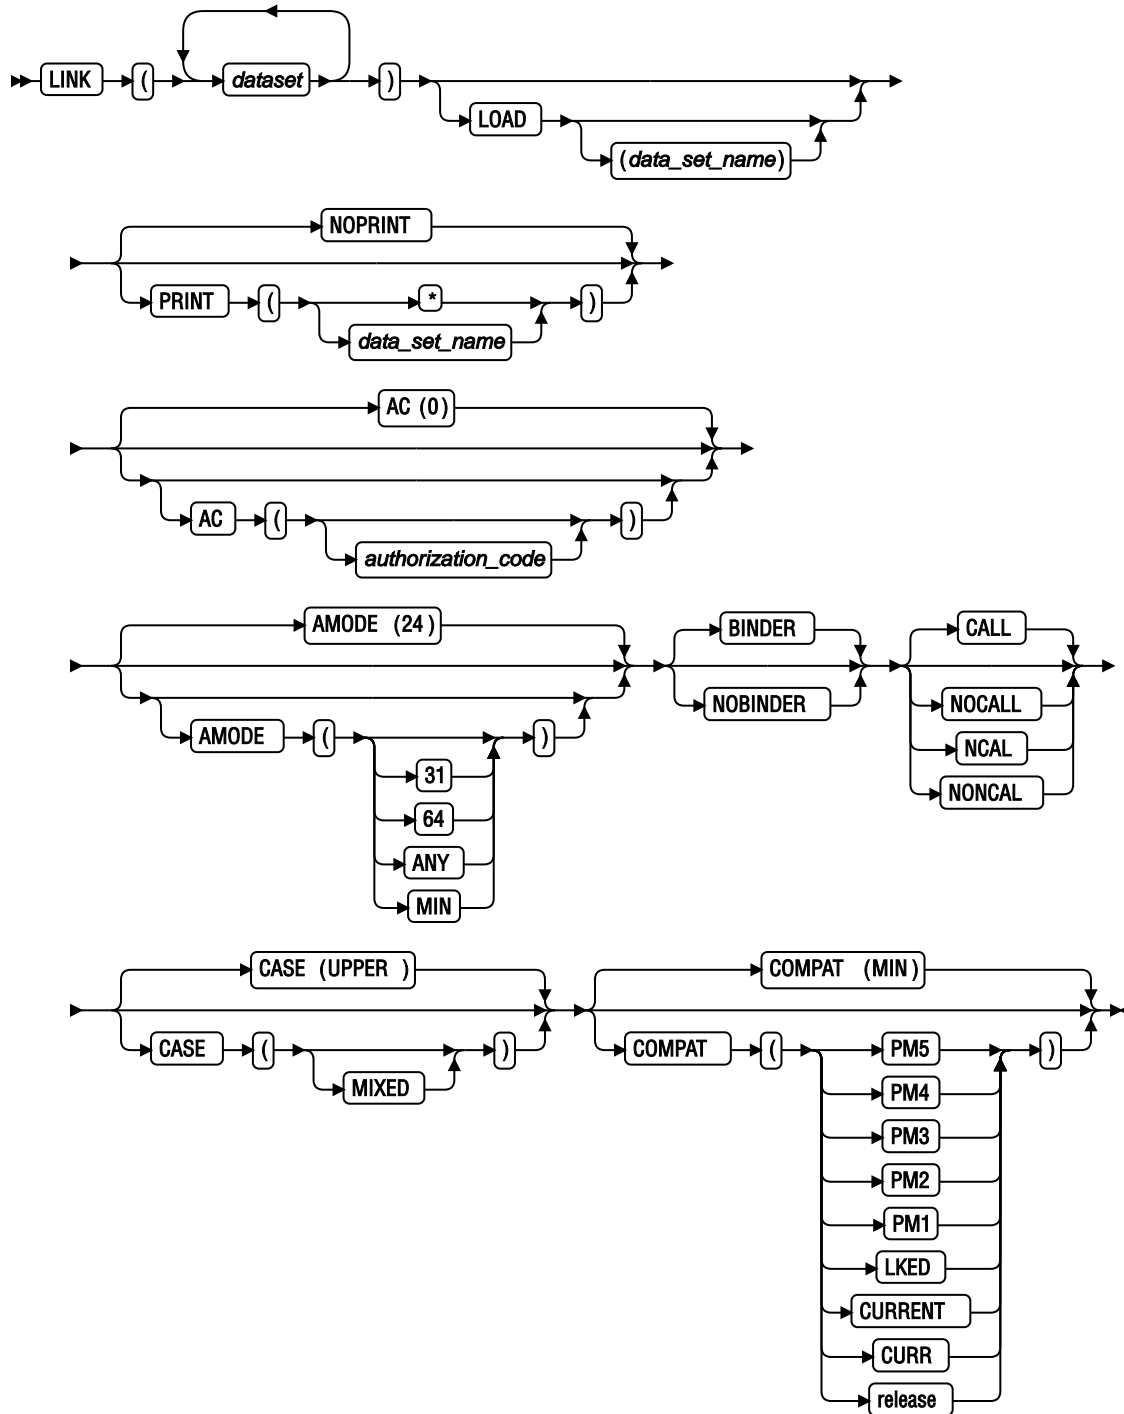 LINK ( dataset )
LOAD
(data_set_name)
NOPRINT
PRINT ( * )
data_set_name
AC (0)
AC ( )
authorization_code
AMODE (24)
BINDER
CALL
NOBINDER
NOCALL
AMODE ( )
NCAL
31
NONCAL
64
ANY
MIN
CASE (UPPER )
COMPAT (MIN)
CASE ( ) COMPAT ( PM5 )
MIXED
PM4
PM3
PM2
PM1
LKED
CURRENT
CURR
release